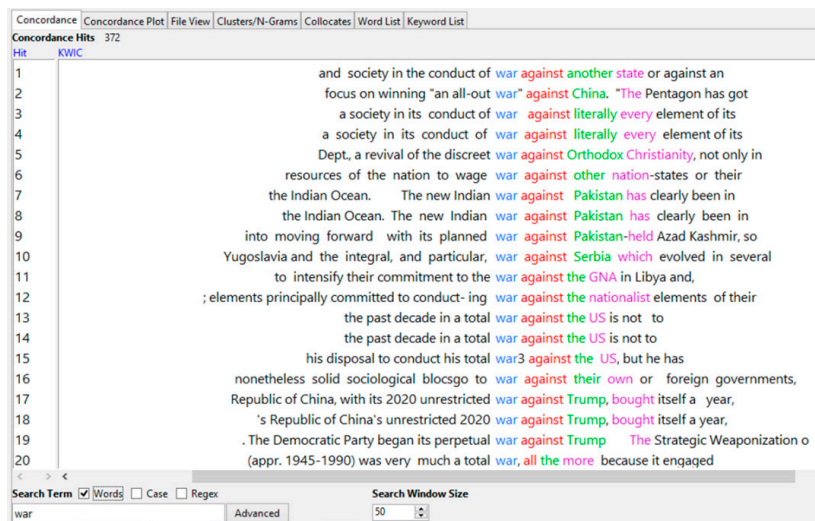 Concordance Concordance Plot File View Clusters/N-Grams Collocates Word List Keyword List
Concordance Hits 372
Hit KWIC
1 and society in the conduct of war against another state or against an
2 focus on winning "an all-out war" against China. "The Pentagon has got
3 a society in its conduct of war against literally every element of its
4 a society in its conduct of war against literally every element of its
5 Dept., a revival of the discreet war against Orthodox Christianity, not only in
6 resources of the nation to wage war against other nation-states or their
7 the Indian Ocean. The new Indian war against Pakistan has clearly been in
8 the Indian Ocean. The new Indian war against Pakistan has clearly been in
9 into moving forward with its planned war against Pakistan-held Azad Kashmir, so
10 Yugoslavia and the integral, and particular, war against Serbia which evolved in several
11 to intensify their commitment to the war against the GNA in Libya and,
12 ; elements principally committed to conduct- ing war against the nationalist elements of their
13 the past decade in a total war against the US is not to
14 the past decade in a total war against the US is not to
15 his disposal to conduct his total war3 against the US, but he has
16 nonetheless solid sociological blocsgo to war against their own or foreign governments,
17 Republic of China, with its 2020 unrestricted war against Trump, bought itself a year,
18 's Republic of China's unrestricted 2020 war against Trump, bought itself a year,
19 . The Democratic Party began its perpetual war against Trump The Strategic Weaponization o
20 (appr. 1945-1990) was very much a total war, all the more because it engaged
Search Term Words Case Regex Search Window Size
war Advanced 50